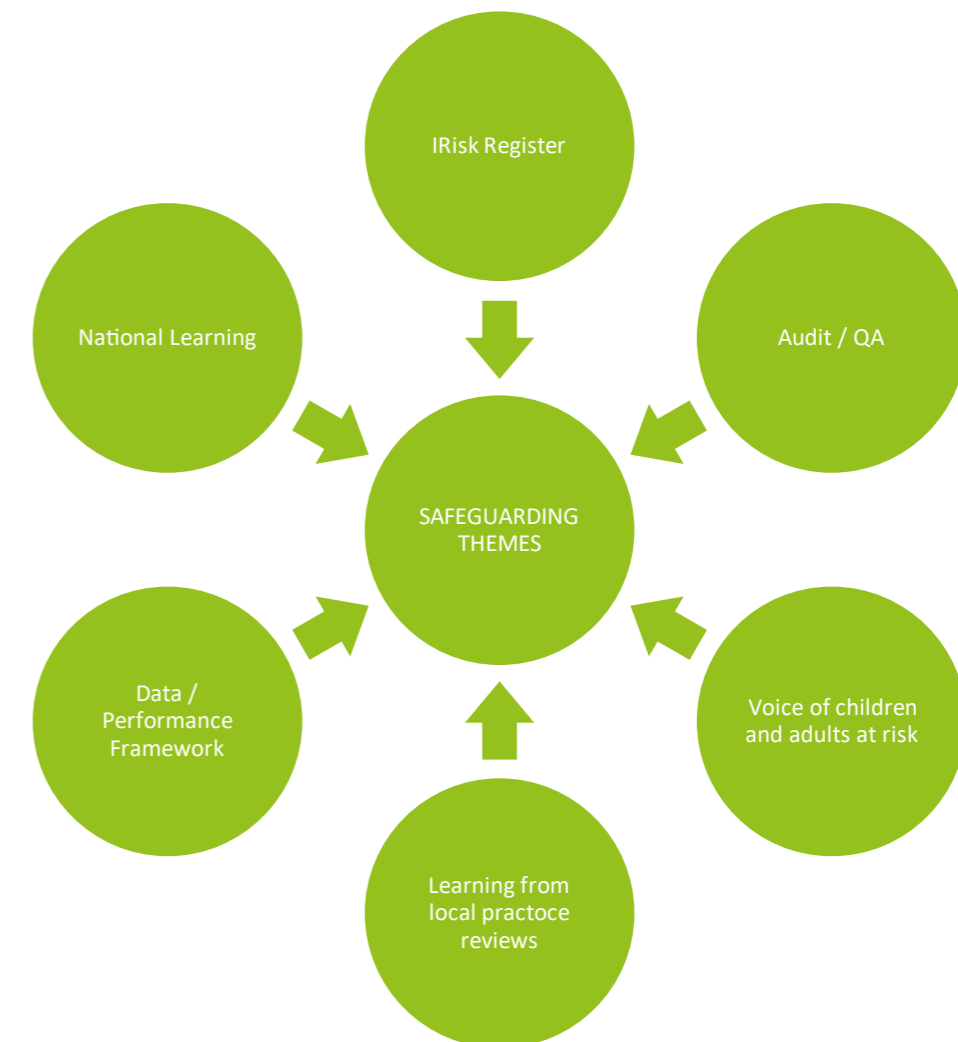 IRisk Register
National Learning
Audit / QA
SAFEGUARDING
THEMES
Data /
Performance
Framework
Voice of children
and adults at risk
Learning from
local practoce
reviews